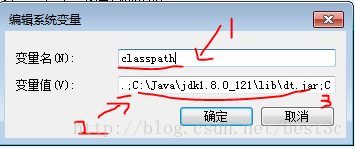 编辑系统变量
1
变量名(N):
classpath
变量值(V):
.;C:\Java\jdk1.8.0_121\lib\dt.jar;C
2
3
确定
取消
http://blog.csdn.net/best3c